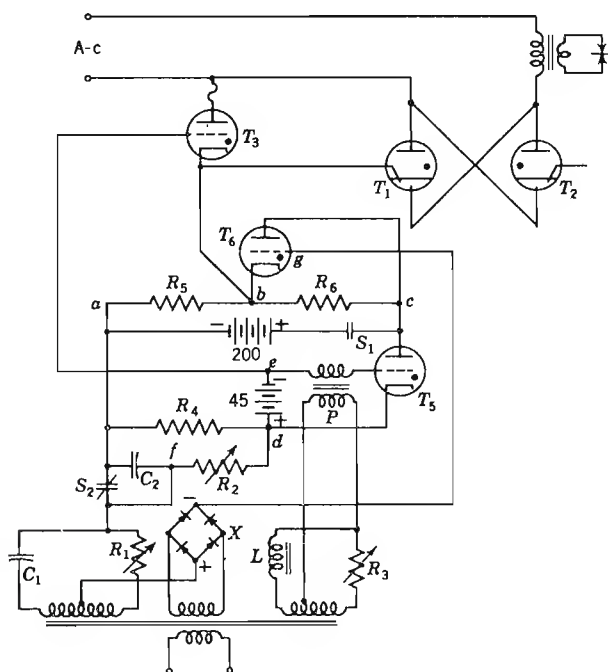 A-c
T3
T1
T2
T6
g
R5
b
R6
a
c
− +
200
S1
e
−
45
+
P
T5
R4
d
f
C2
R2
S2
−
X
+
C1
R1
L
R3